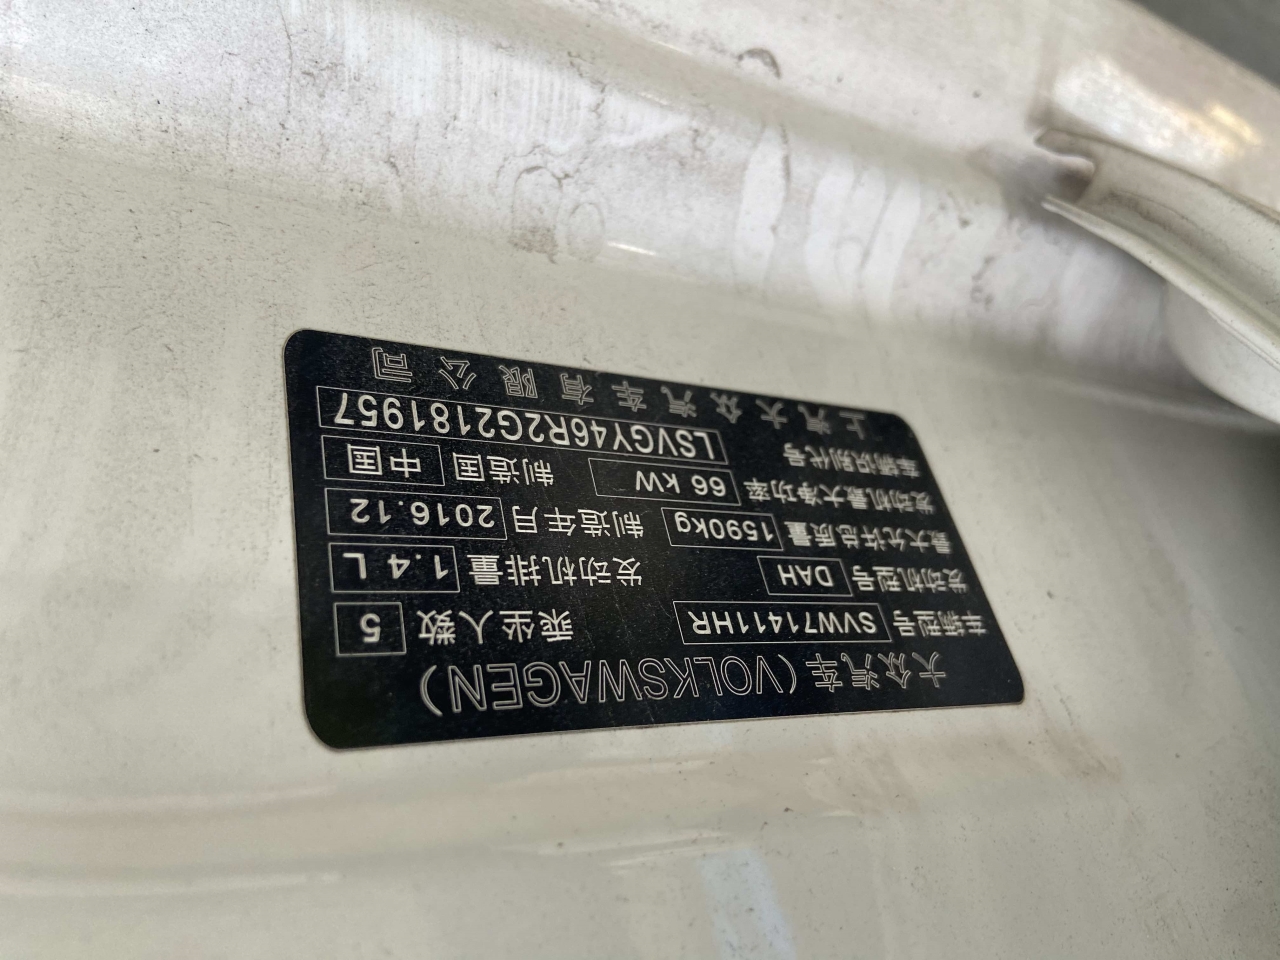 大众汽车(VOLKSWAGEN)
车辆型号 SVW71411HR 乘坐人数 5
发动机型号 DAH 发动机排量 1.4 L
最大允许总质量 1590kg 制造年月 2016.12
发动机最大净功率 66 kW 制造国 中国
车辆识别代号 LSVGY46R2G2181957
上汽大众汽车有限公司